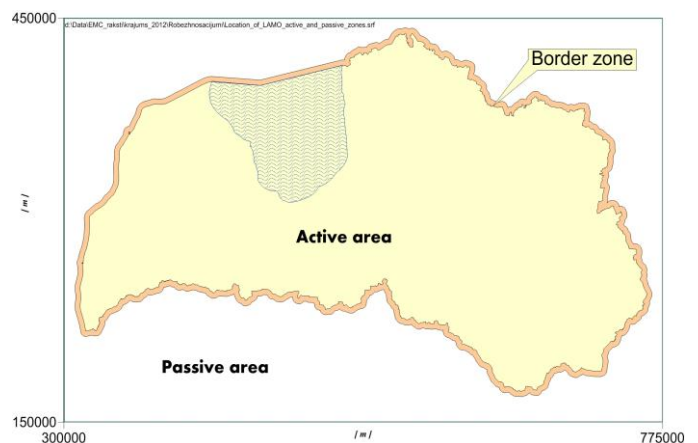 450000
d:\Data\EMC_raksti\krajums_2012\Robezhnosacijumi\Location_of_LAMO_active_and_passive_zones.srf
Border zone
/ m /
Active area
Passive area
150000
300000
/ m /
775000